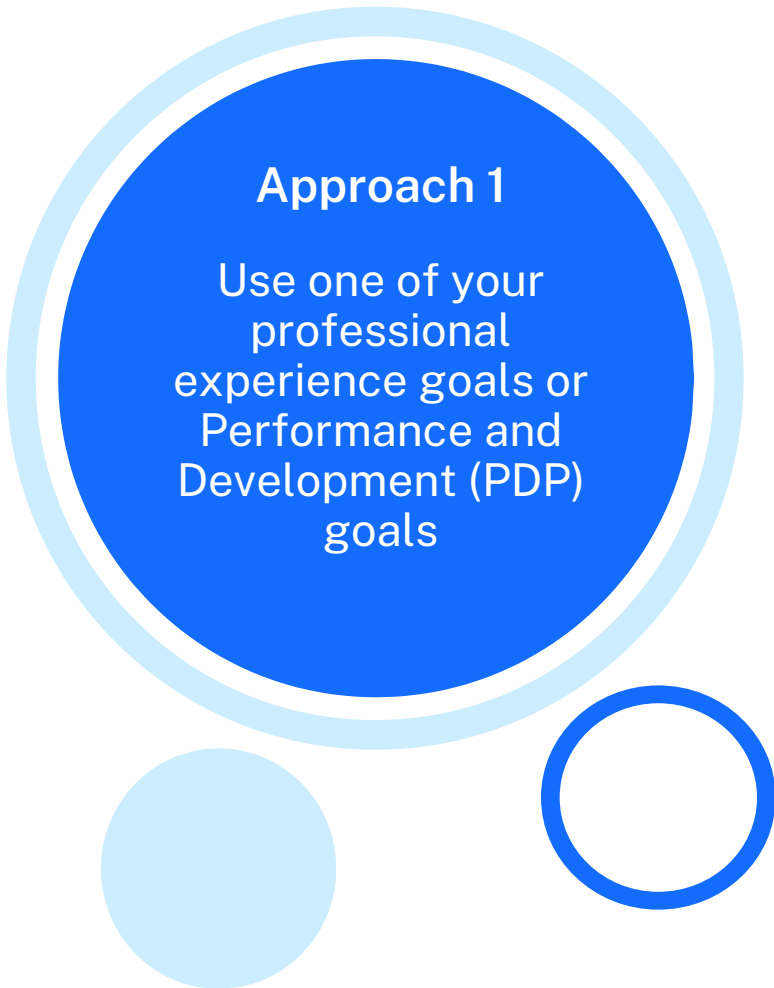 Approach 1
Use one of your
professional
experience goals or
Performance and
Development (PDP)
goals